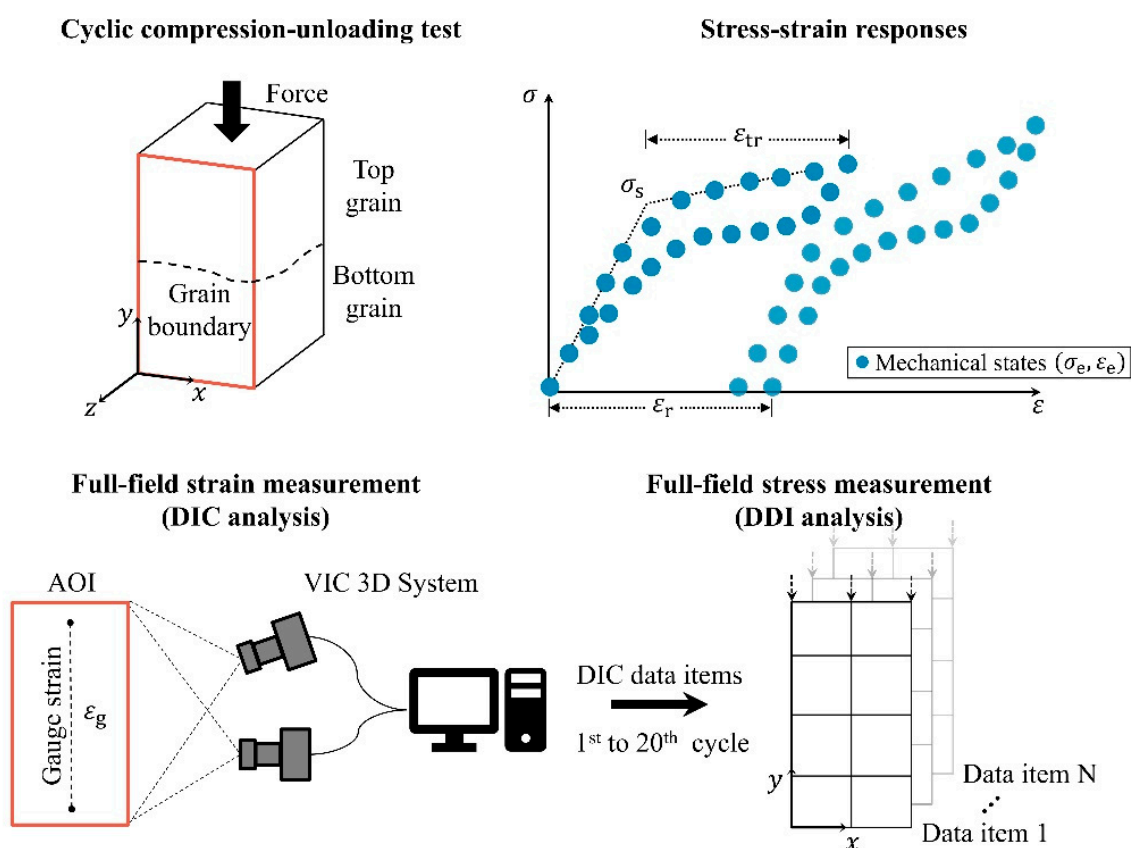 Cyclic compression-unloading test
Force
Top
grain
Bottom
grain
Grain
boundary
y
x
z
Stress-strain responses
σ
ε_tr
σ_s
Mechanical states (σ_e, ε_e)
ε_r
ε
Full-field strain measurement
(DIC analysis)
AOI
VIC 3D System
Gauge strain
ε_g
DIC data items
1st to 20th cycle
Full-field stress measurement
(DDI analysis)
y
x
Data item N
Data item 1